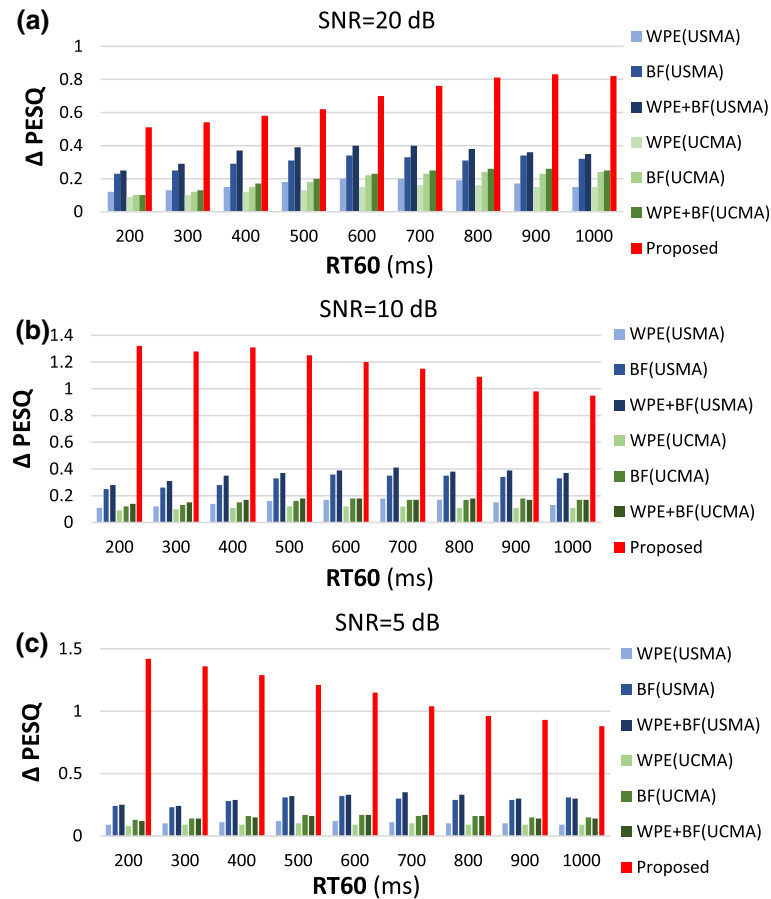 (a)
SNR=20 dB
Δ PESQ
1
0.8
0.6
0.4
0.2
0
200 300 400 500 600 700 800 900 1000
RT60 (ms)
WPE(USMA)
BF(USMA)
WPE+BF(USMA)
WPE(UCMA)
BF(UCMA)
WPE+BF(UCMA)
Proposed
(b)
SNR=10 dB
Δ PESQ
1.4
1.2
1
0.8
0.6
0.4
0.2
0
200 300 400 500 600 700 800 900 1000
RT60 (ms)
WPE(USMA)
BF(USMA)
WPE+BF(USMA)
WPE(UCMA)
BF(UCMA)
WPE+BF(UCMA)
Proposed
(c)
SNR=5 dB
Δ PESQ
1.5
1
0.5
0
200 300 400 500 600 700 800 900 1000
RT60 (ms)
WPE(USMA)
BF(USMA)
WPE+BF(USMA)
WPE(UCMA)
BF(UCMA)
WPE+BF(UCMA)
Proposed